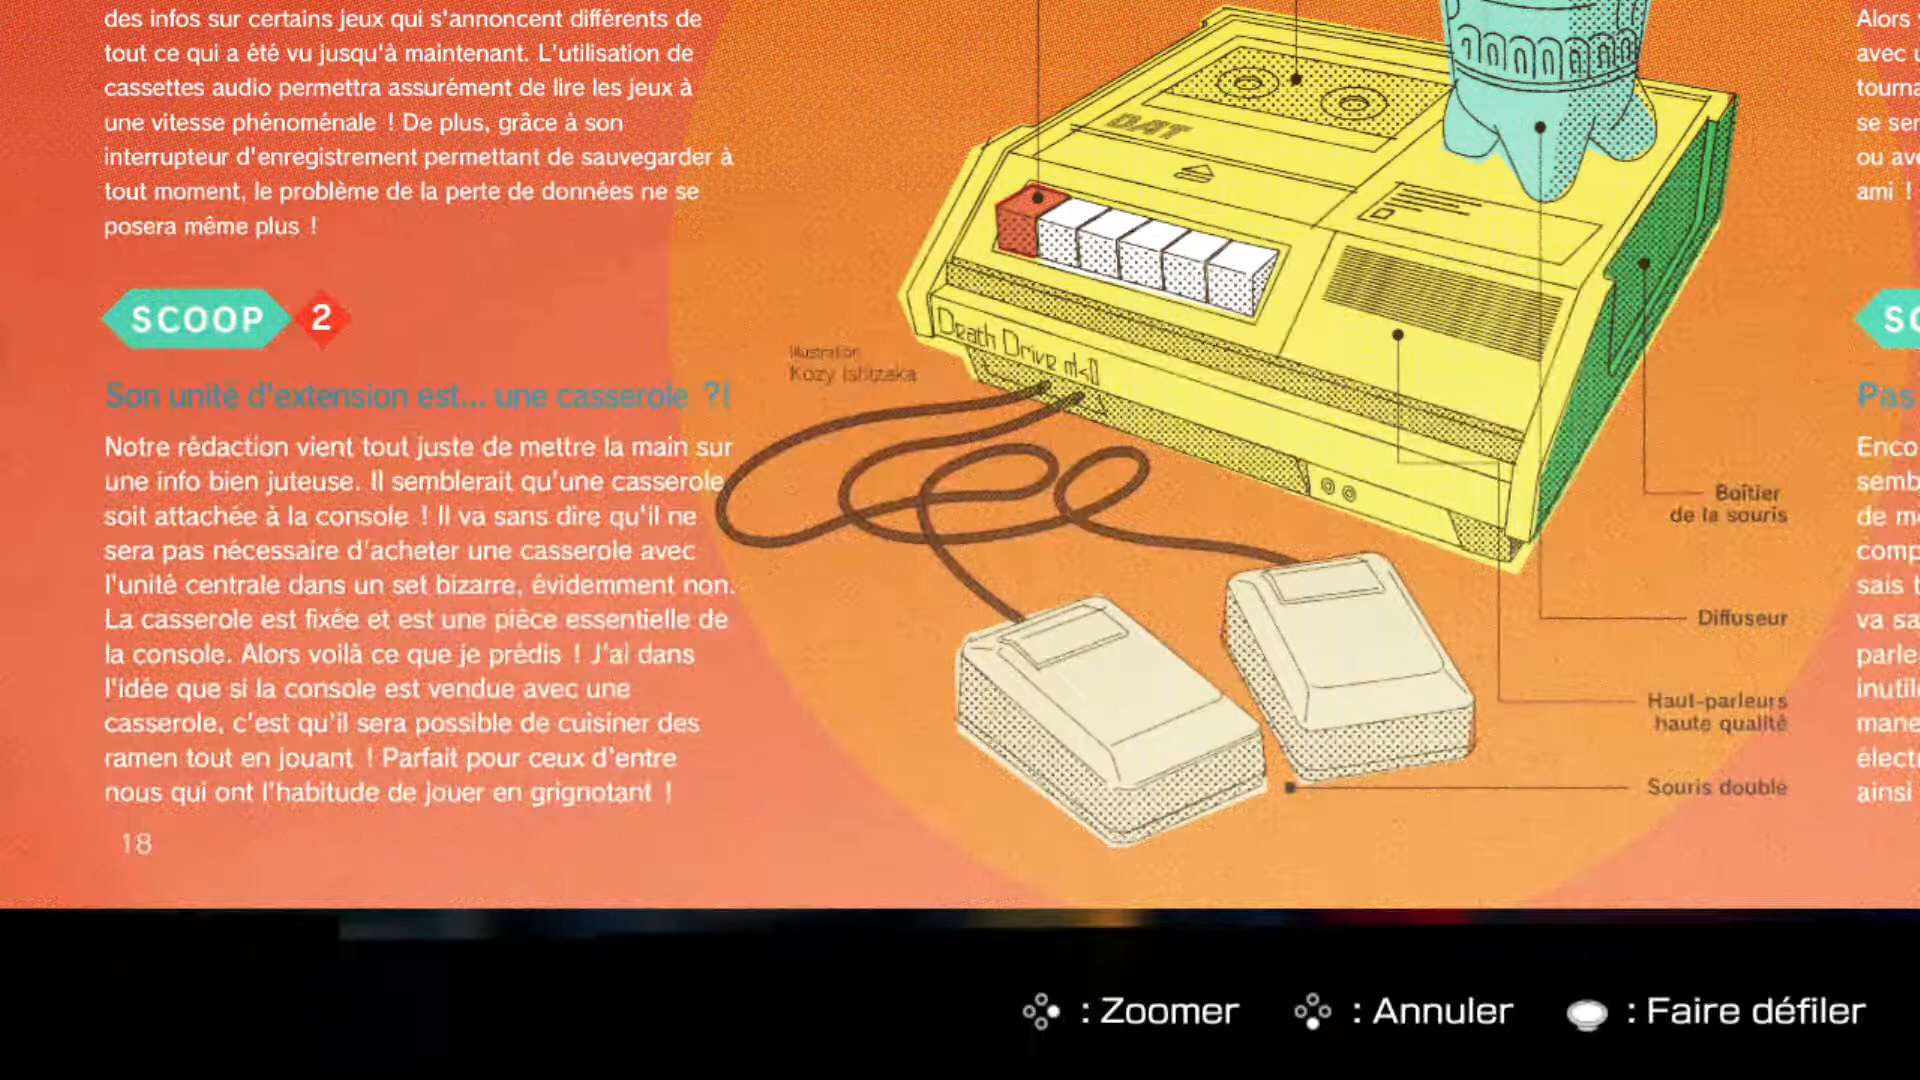 des infos sur certains jeux qui s'annoncent différents de
tout ce qui a été vu jusqu'à maintenant. L'utilisation de
cassettes audio permettra assurément de lire les jeux à
une vitesse phénoménale ! De plus, grâce à son
interrupteur d'enregistrement permettant de sauvegarder à
tout moment, le problème de la perte de données ne se
posera même plus !
SCOOP 2
Son unité d'extension est... une casserole ?!
Notre rédaction vient tout juste de mettre la main sur
une info bien juteuse. Il semblerait qu'une casserole
soit attachée à la console ! Il va sans dire qu'il ne
sera pas nécessaire d'acheter une casserole avec
l'unité centrale dans un set bizarre, évidemment non.
La casserole est fixée et est une pièce essentielle de
la console. Alors voilà ce que je prédis ! J'ai dans
l'idée que si la console est vendue avec une
casserole, c'est qu'il sera possible de cuisiner des
ramen tout en jouant ! Parfait pour ceux d'entre
nous qui ont l'habitude de jouer en grignotant !
18
Illustration
Kozy Ishizaka
DAT
Death Drive mkII
Boîtier
de la souris
Diffuseur
Haut-parleurs
haute qualité
Souris double
Alors
avec u
tourna
se ser
ou ave
ami !
SC
Pas
Enco
semb
de m
comp
sais t
va sa
parle
inutil
mane
élect
ainsi
: Zoomer
: Annuler
: Faire défiler